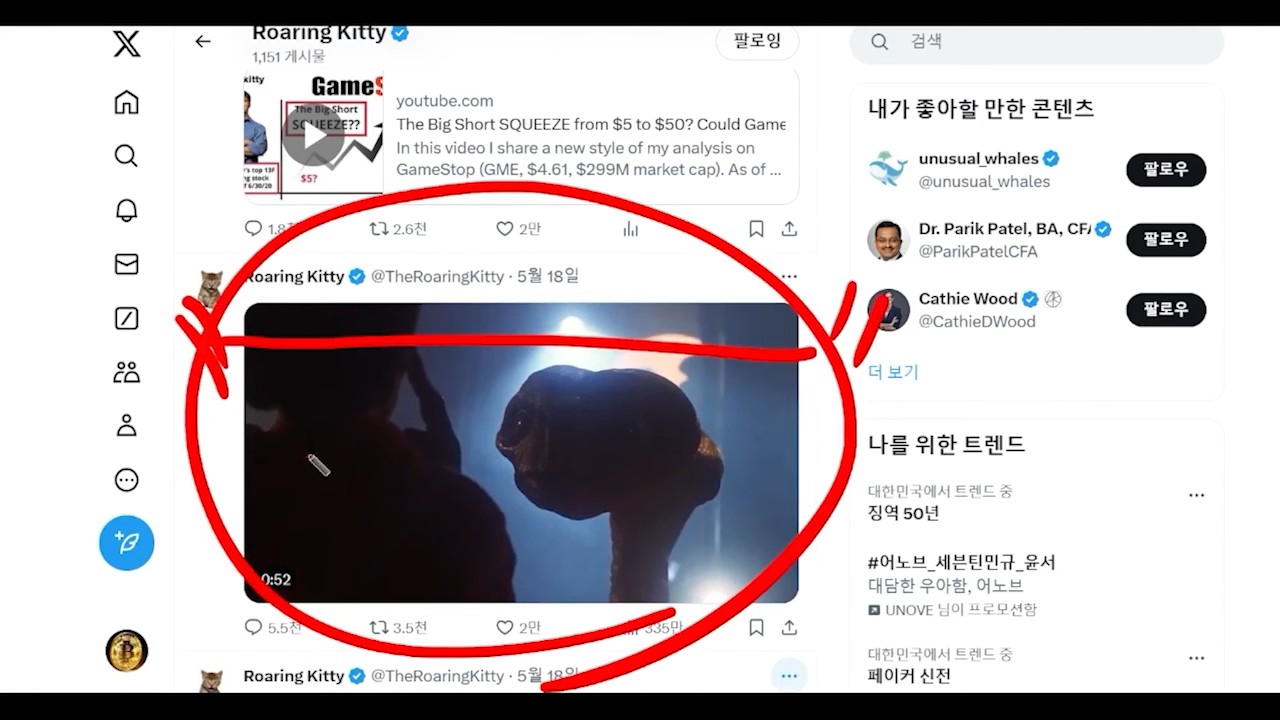 Roaring Kitty
1,151 게시물
팔로잉
검색
kitty
GameS
The Big Short
SQUEEZE??
's top 13F
ng stock
f 6/30/20
$5?
youtube.com
The Big Short SQUEEZE from $5 to $50? Could Game
In this video I share a new style of my analysis on
GameStop (GME, $4.61, $299M market cap). As of ...
2.6천
2만
Roaring Kitty @TheRoaringKitty · 5월 18일
0:52
5.5천
3.5천
2만
335만
Roaring Kitty @TheRoaringKitty · 5월 18일
내가 좋아할 만한 콘텐츠
unusual_whales
@unusual_whales
팔로우
Dr. Parik Patel, BA, CFA
@ParikPatelCFA
팔로우
Cathie Wood
@CathieDWood
팔로우
더 보기
나를 위한 트렌드
대한민국에서 트렌드 중
징역 50년
#어노브_세븐틴민규_윤서
대담한 우아함, 어노브
UNOVE 님이 프로모션함
대한민국에서 트렌드 중
페이커 신전